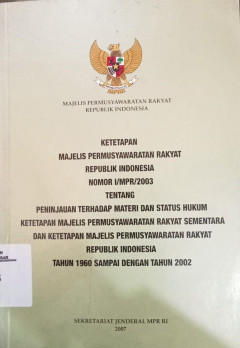 MAJELIS PERMUSYAWARATAN RAKYAT
REPUBLIK INDONESIA
KETETAPAN
MAJELIS PERMUSYAWARATAN RAKYAT
REPUBLIK INDONESIA
NOMOR I/MPR/2003
TENTANG
PENINJAUAN TERHADAP MATERI DAN STATUS HUKUM
KETETAPAN MAJELIS PERMUSYAWARATAN RAKYAT SEMENTARA
DAN KETETAPAN MAJELIS PERMUSYAWARATAN RAKYAT
REPUBLIK INDONESIA
TAHUN 1960 SAMPAI DENGAN TAHUN 2002
SEKRETARIAT JENDERAL MPR RI
2007